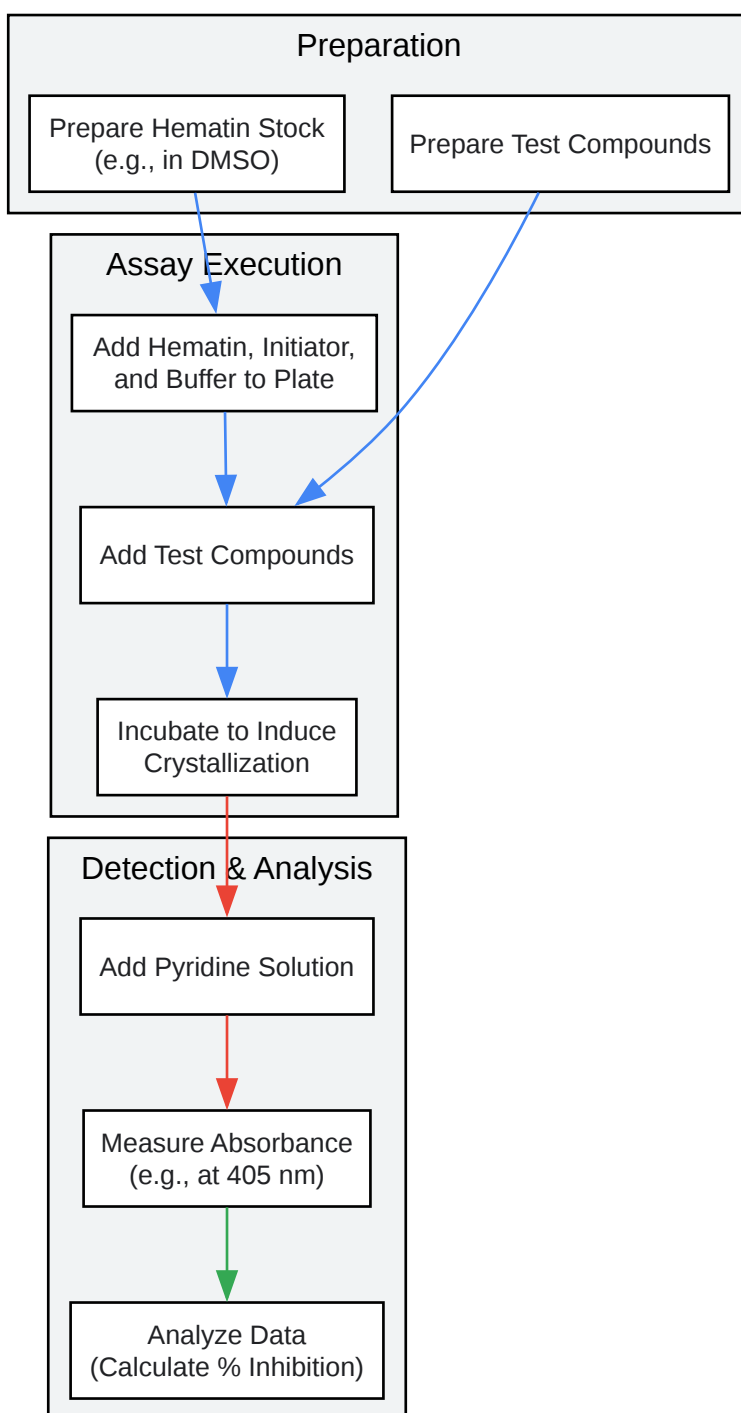 Preparation
Prepare Hematin Stock
(e.g., in DMSO)
Prepare Test Compounds
Assay Execution
Add Hematin, Initiator,
and Buffer to Plate
Add Test Compounds
Incubate to Induce
Crystallization
Detection & Analysis
Add Pyridine Solution
Measure Absorbance
(e.g., at 405 nm)
Analyze Data
(Calculate % Inhibition)